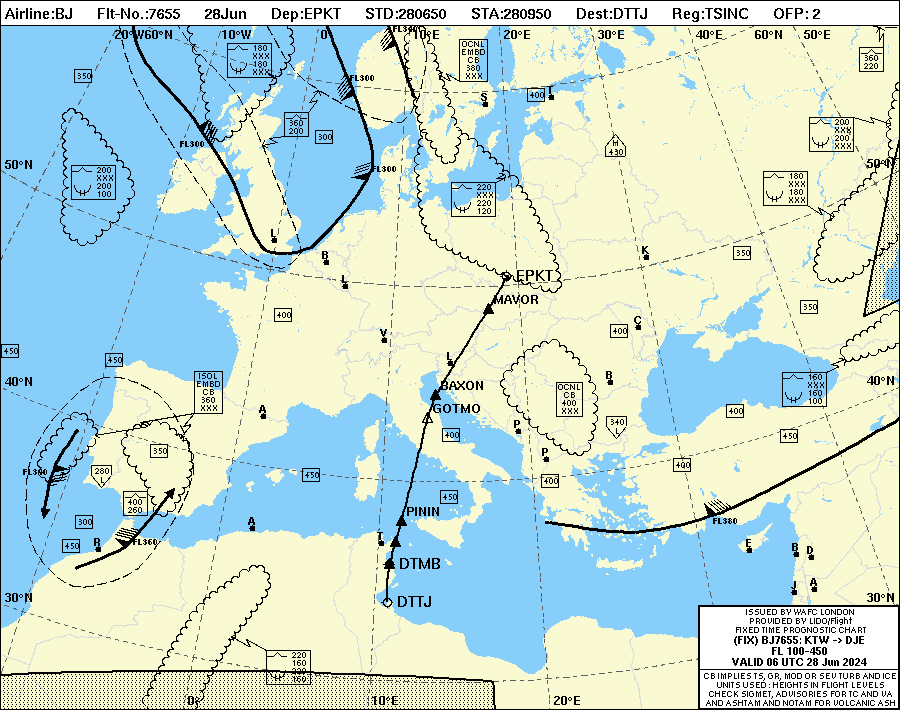 Airline:BJ Flt-No.:7655 28Jun Dep:EPKT STD:280650 STA:280950 Dest:DTTJ Reg:TSINC OFP: 2
20°W60°N 10°W 0° 10°E 20°E 30°E 40°E 60°N 50°E
FL340
180
XXX
180
XXX
OCNL
EMBD
CB
380
XXX
360
220
350
FL300
400
S
T
360
200
300
200
XXX
200
XXX
H
430
FL300
50°N
50°N
FL300
200
XXX
200
100
180
XXX
180
XXX
220
XXX
220
120
L
B
L
K
350
EPKT
MAVOR
350
400
C
400
V
450
450
L
160
XXX
160
100
40°N
40°N
ISOL
EMBD
CB
360
XXX
BAXON
OCNL
CB
400
XXX
B
GOTMO
A
400
340
L
P
400
450
350
P
FL360
280
L
450
400
400
450
400
260
PININ
FL380
300
A
FL360
T
450
R
E
B
D
DTMB
A
J
30°N
DTTJ
30°N
220
160
XXX
XXX
0°
10°E
20°E
ISSUED BY WAFC LONDON
PROVIDED BY LIDO/Flight
FIXED TIME PROGNOSTIC CHART
(FIX) BJ7655: KTW -> DJE
FL 100-450
VALID 06 UTC 28 Jun 2024
CB IMPLIES TS, GR, MOD OR SEV TURB AND ICE
UNITS USED : HEIGHTS IN FLIGHT LEVELS
CHECK SIGMET, ADVISORIES FOR TC AND VA
AND ASHTAM AND NOTAM FOR VOLCANIC ASH